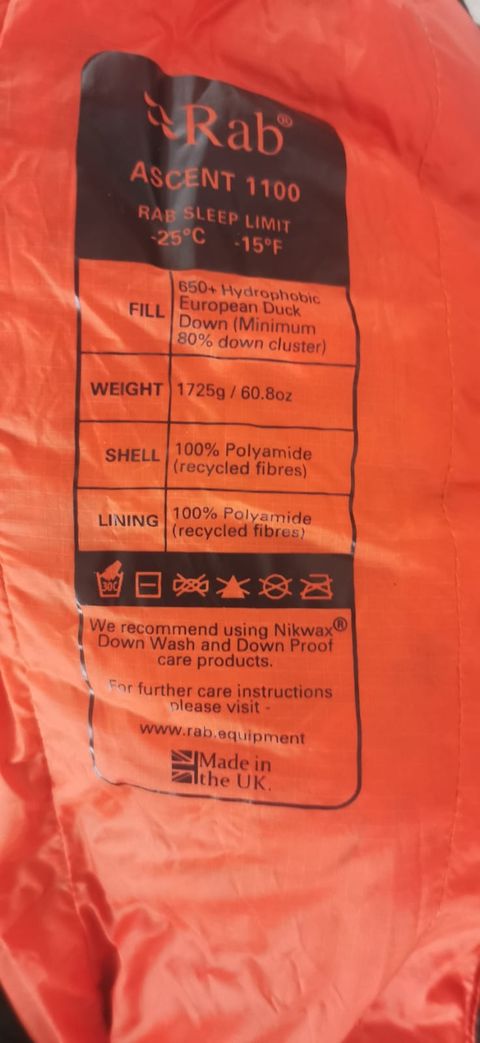 Rab®
ASCENT 1100
RAB SLEEP LIMIT
-25°C -15°F
FILL 650+ Hydrophobic
European Duck
Down (Minimum
80% down cluster)
WEIGHT 1725g / 60.8oz
SHELL 100% Polyamide
(recycled fibres)
LINING 100% Polyamide
(recycled fibres)
30C
We recommend using Nikwax®
Down Wash and Down Proof
care products.
For further care instructions
please visit -
www.rab.equipment
Made in
the UK.